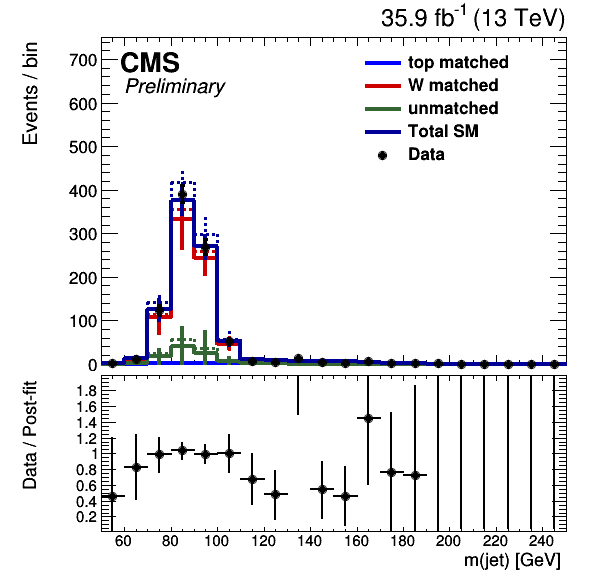 35.9 fb⁻¹ (13 TeV)
CMS
Preliminary
top matched
W matched
unmatched
Total SM
Data
Events / bin
700
600
500
400
300
200
100
0
Data / Post-fit
1.8
1.6
1.4
1.2
1
0.8
0.6
0.4
0.2
60 80 100 120 140 160 180 200 220 240
m(jet) [GeV]